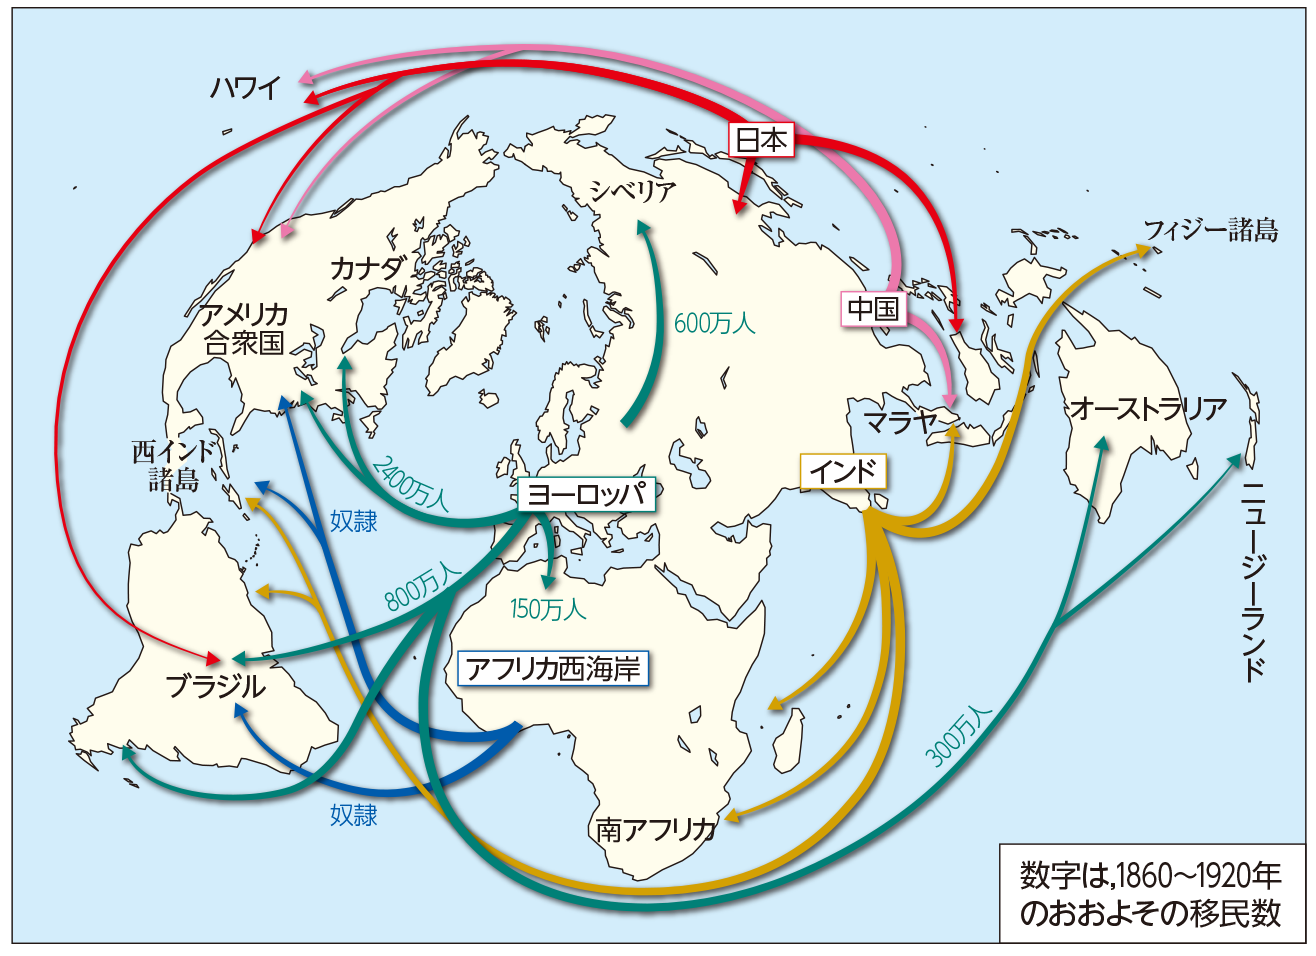 ハワイ
日本
シベリア
フィジー諸島
カナダ
アメリカ
合衆国
中国
600万人
オーストラリア
マラヤ
西インド
諸島
2400万人
ヨーロッパ
インド
奴隷
ニュージーランド
800万人
150万人
アフリカ西海岸
ブラジル
300万人
奴隷
南アフリカ
数字は,1860〜1920年
のおおよその移民数